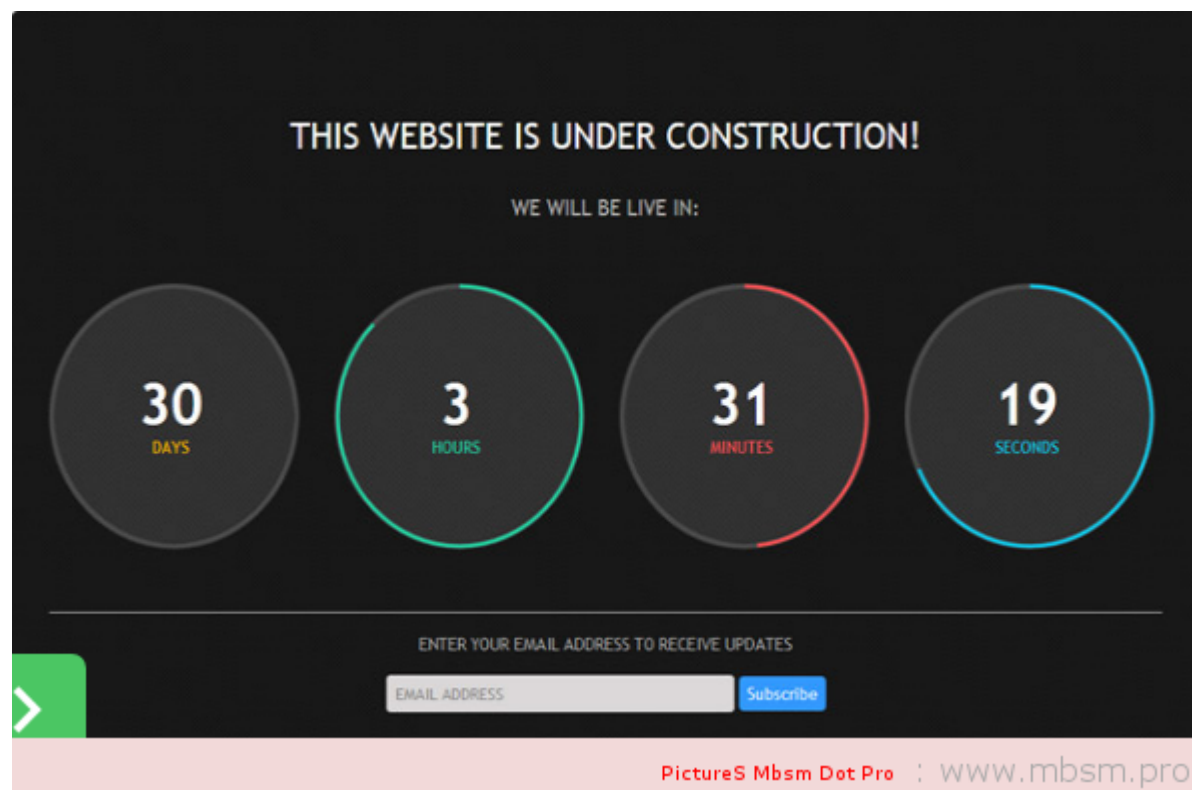 THIS WEBSITE IS UNDER CONSTRUCTION!
WE WILL BE LIVE IN:
30 3 31 19
DAYS HOURS MINUTES SECONDS
ENTER YOUR EMAIL ADDRESS TO RECEIVE UPDATES
EMAIL ADDRESS Subscribe
PictureS Mbsm Dot Pro : www.mbsm.pro